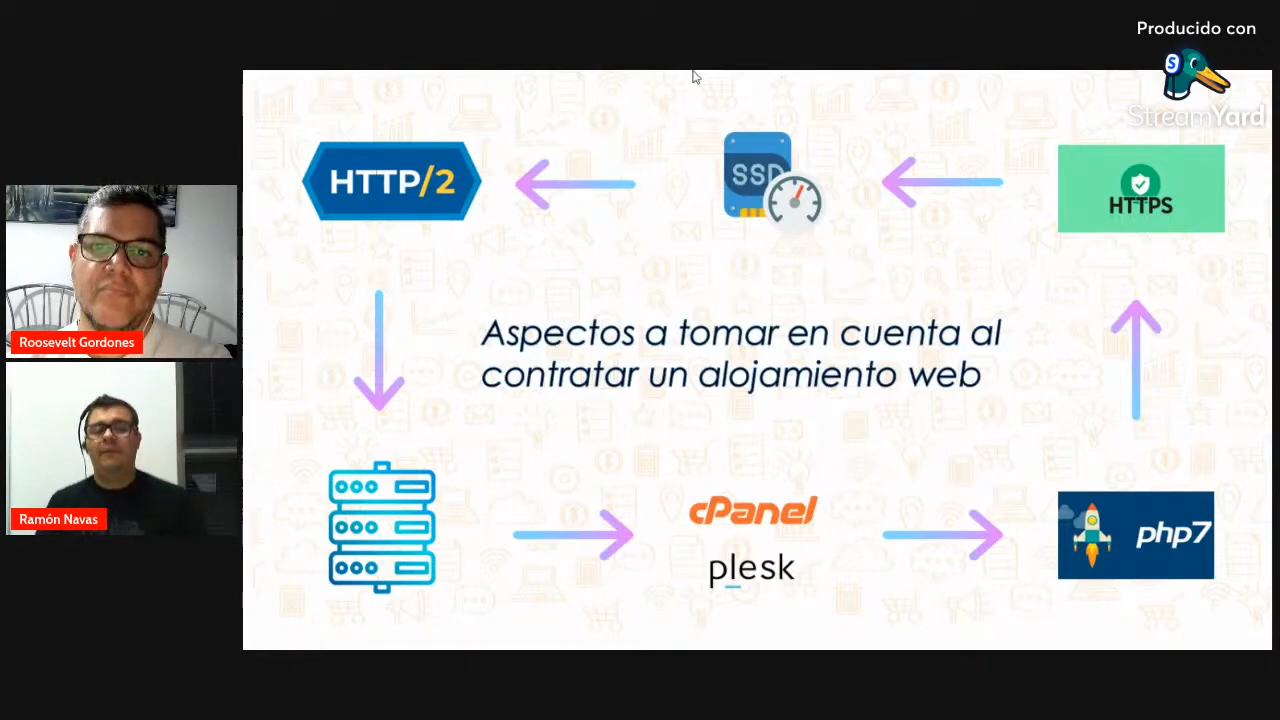 Producido con
StreamYard
HTTP/2
SSD
HTTPS
Roosevelt Gordones
Aspectos a tomar en cuenta al
contratar un alojamiento web
Ramón Navas
cPanel
plesk
php7